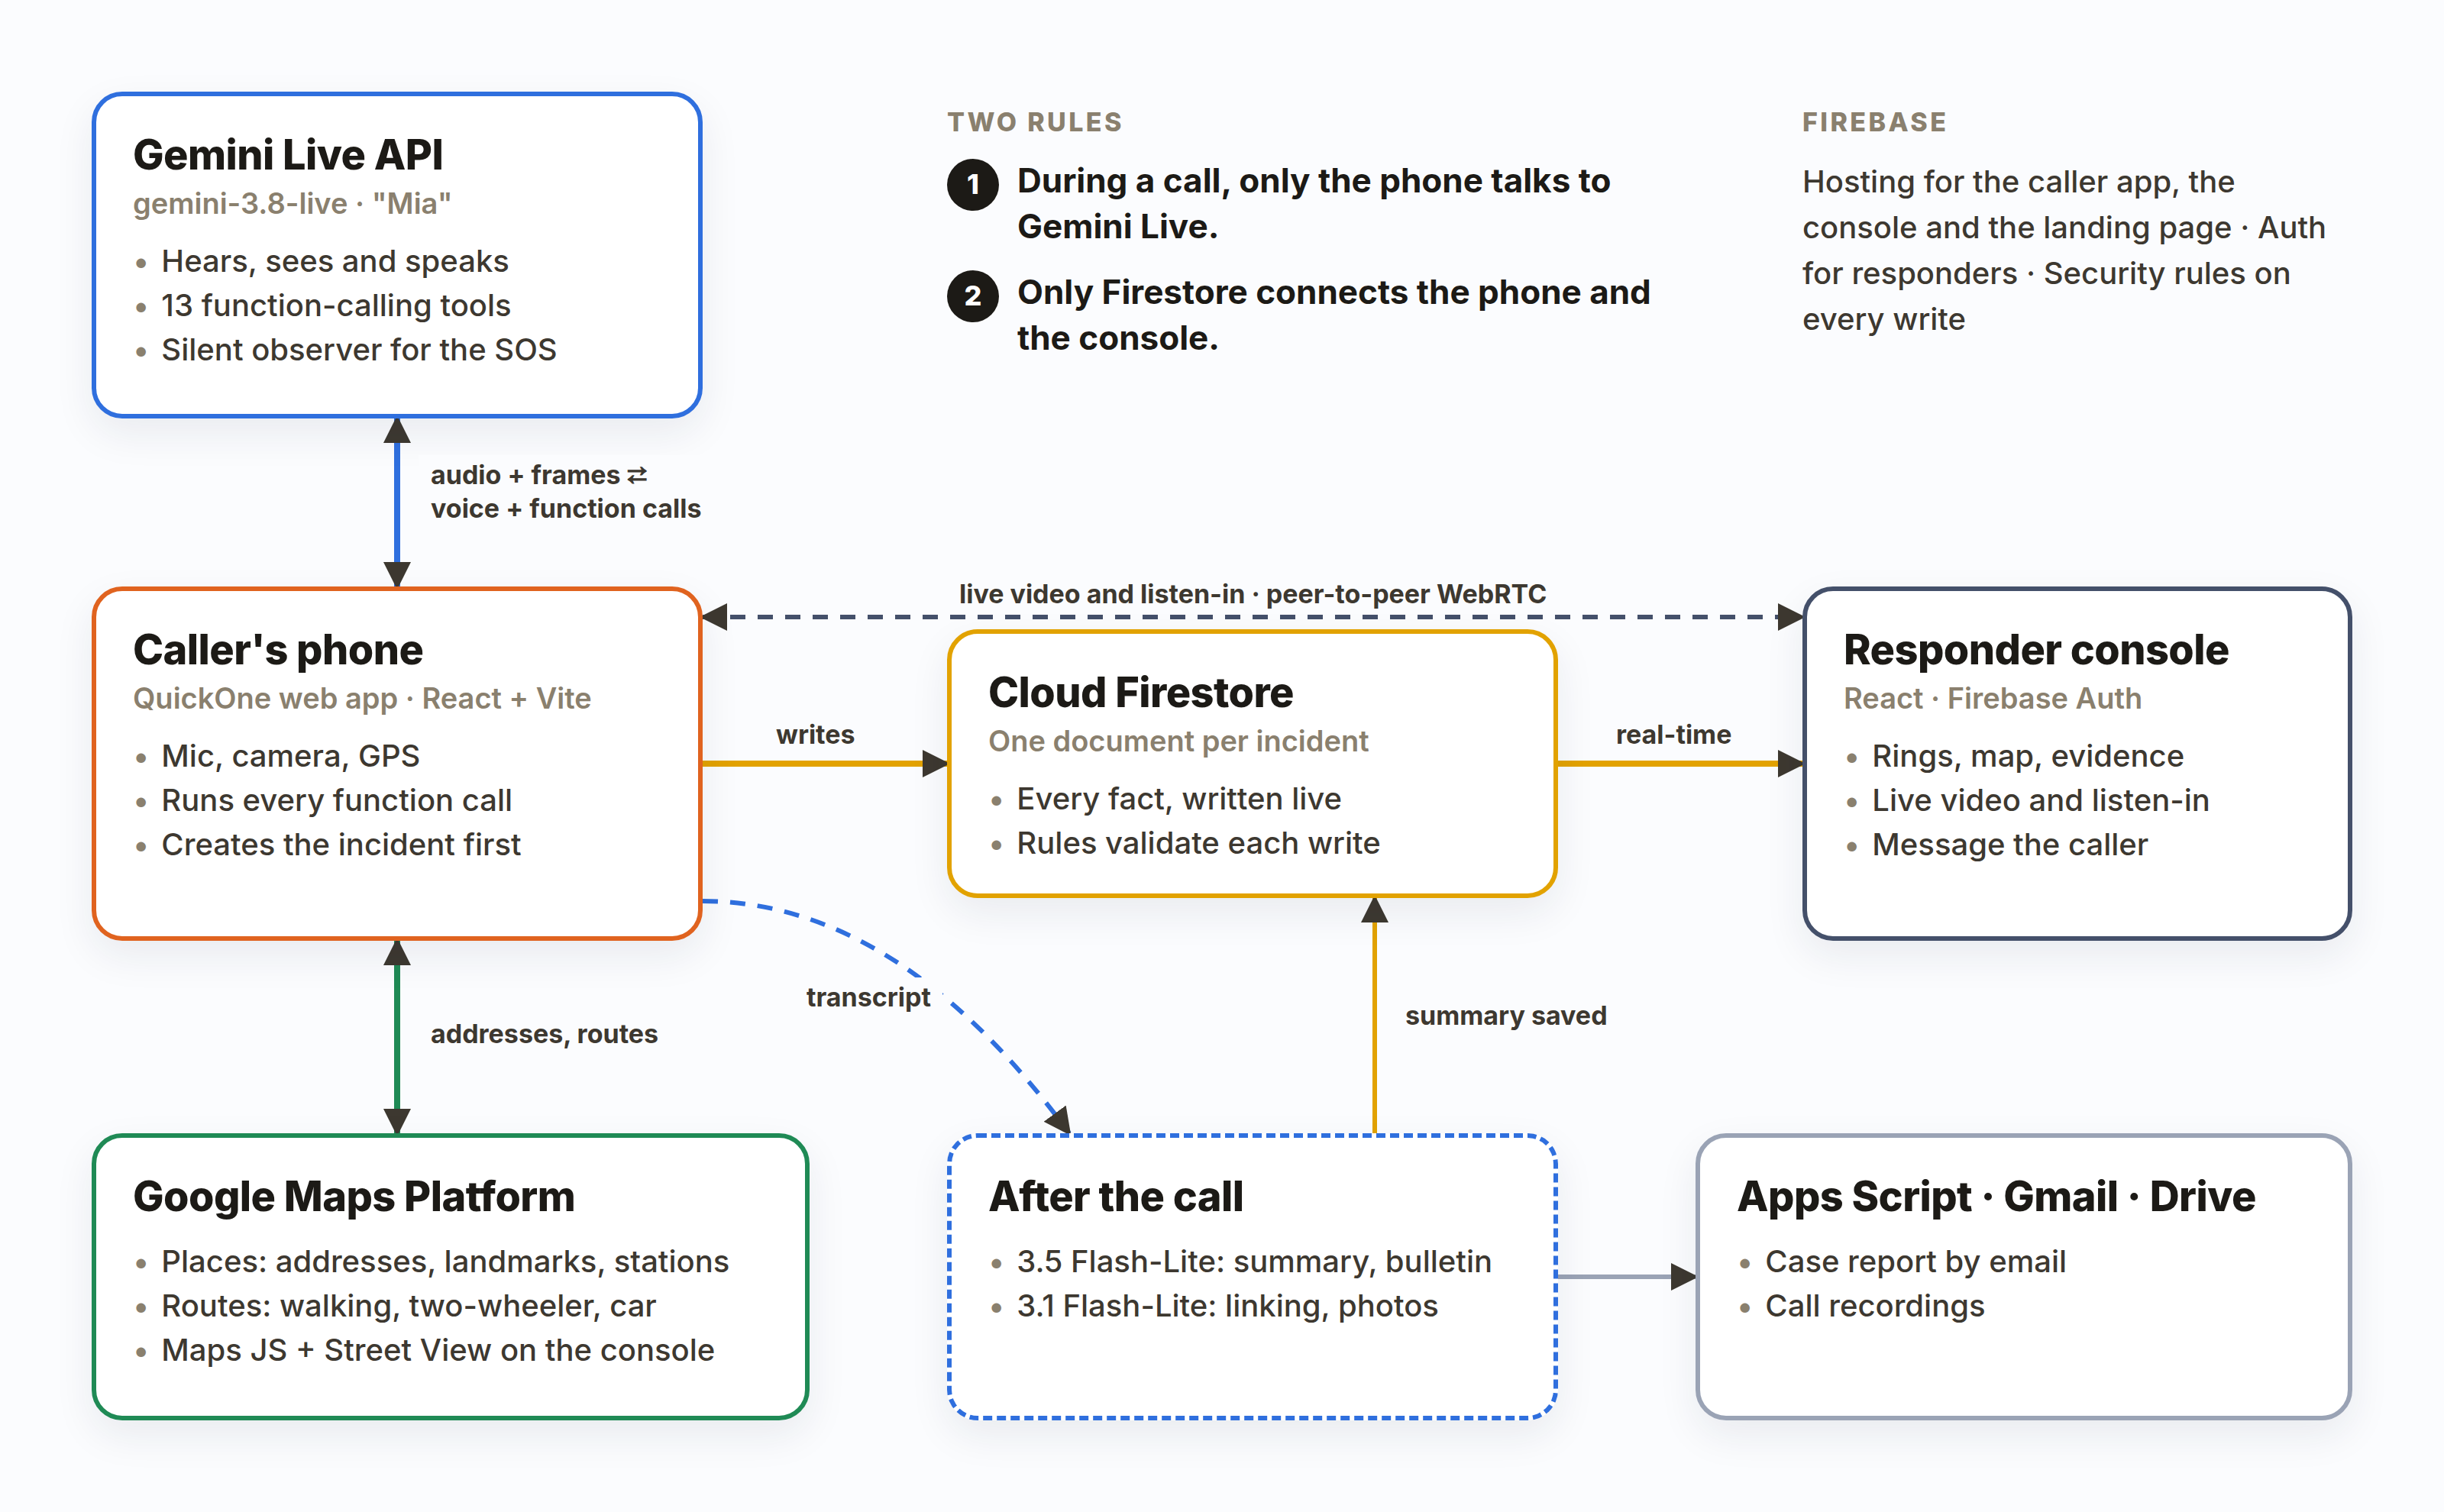 Gemini Live API
gemini-3.8-live · "Mia"
• Hears, sees and speaks
• 13 function-calling tools
• Silent observer for the SOS
TWO RULES
1 During a call, only the phone talks to
Gemini Live.
2 Only Firestore connects the phone and
the console.
FIREBASE
Hosting for the caller app, the
console and the landing page · Auth
for responders · Security rules on
every write
audio + frames ⇄
voice + function calls
live video and listen-in · peer-to-peer WebRTC
Caller's phone
QuickOne web app · React + Vite
• Mic, camera, GPS
• Runs every function call
• Creates the incident first
writes
Cloud Firestore
One document per incident
• Every fact, written live
• Rules validate each write
real-time
Responder console
React · Firebase Auth
• Rings, map, evidence
• Live video and listen-in
• Message the caller
addresses, routes
transcript
summary saved
Google Maps Platform
• Places: addresses, landmarks, stations
• Routes: walking, two-wheeler, car
• Maps JS + Street View on the console
After the call
• 3.5 Flash-Lite: summary, bulletin
• 3.1 Flash-Lite: linking, photos
Apps Script · Gmail · Drive
• Case report by email
• Call recordings